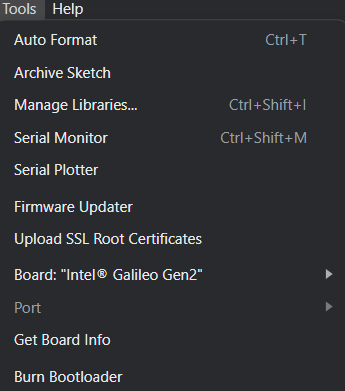 Tools Help
Auto Format Ctrl+T
Archive Sketch
Manage Libraries... Ctrl+Shift+I
Serial Monitor Ctrl+Shift+M
Serial Plotter
Firmware Updater
Upload SSL Root Certificates
Board: "Intel® Galileo Gen2"
Port
Get Board Info
Burn Bootloader